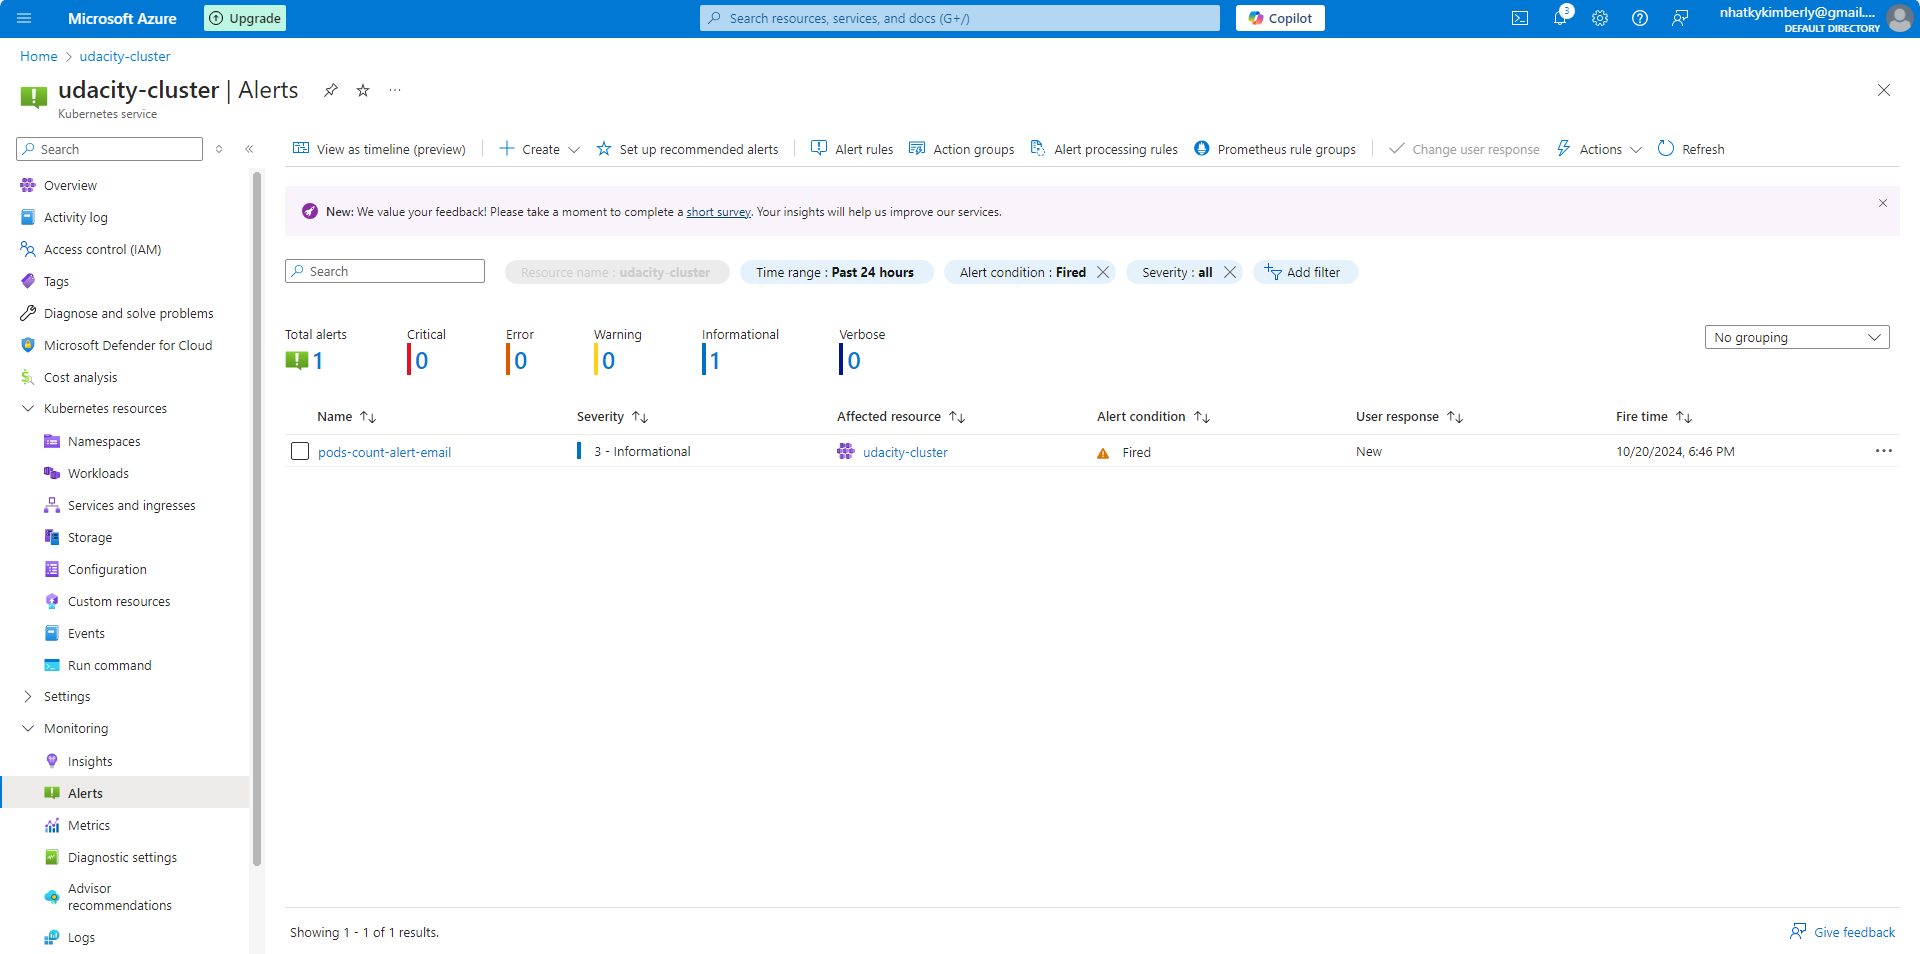 Microsoft Azure
Upgrade
Search resources, services, and docs (G+/)
Copilot
3
nhatkykimberly@gmail....
DEFAULT DIRECTORY
Home > udacity-cluster
udacity-cluster | Alerts
Kubernetes service
Search
View as timeline (preview)
Create
Set up recommended alerts
Alert rules
Action groups
Alert processing rules
Prometheus rule groups
Change user response
Actions
Refresh
Overview
Activity log
Access control (IAM)
Tags
Diagnose and solve problems
Microsoft Defender for Cloud
Cost analysis
Kubernetes resources
Namespaces
Workloads
Services and ingresses
Storage
Configuration
Custom resources
Events
Run command
Settings
Monitoring
Insights
Alerts
Metrics
Diagnostic settings
Advisor
recommendations
Logs
New: We value your feedback! Please take a moment to complete a short survey. Your insights will help us improve our services.
Search
Resource name : udacity-cluster
Time range : Past 24 hours
Alert condition : Fired
Severity : all
Add filter
Total alerts
1
Critical
0
Error
0
Warning
0
Informational
1
Verbose
0
No grouping
Name Severity Affected resource Alert condition User response Fire time
pods-count-alert-email 3 - Informational udacity-cluster Fired New 10/20/2024, 6:46 PM
Showing 1 - 1 of 1 results.
Give feedback